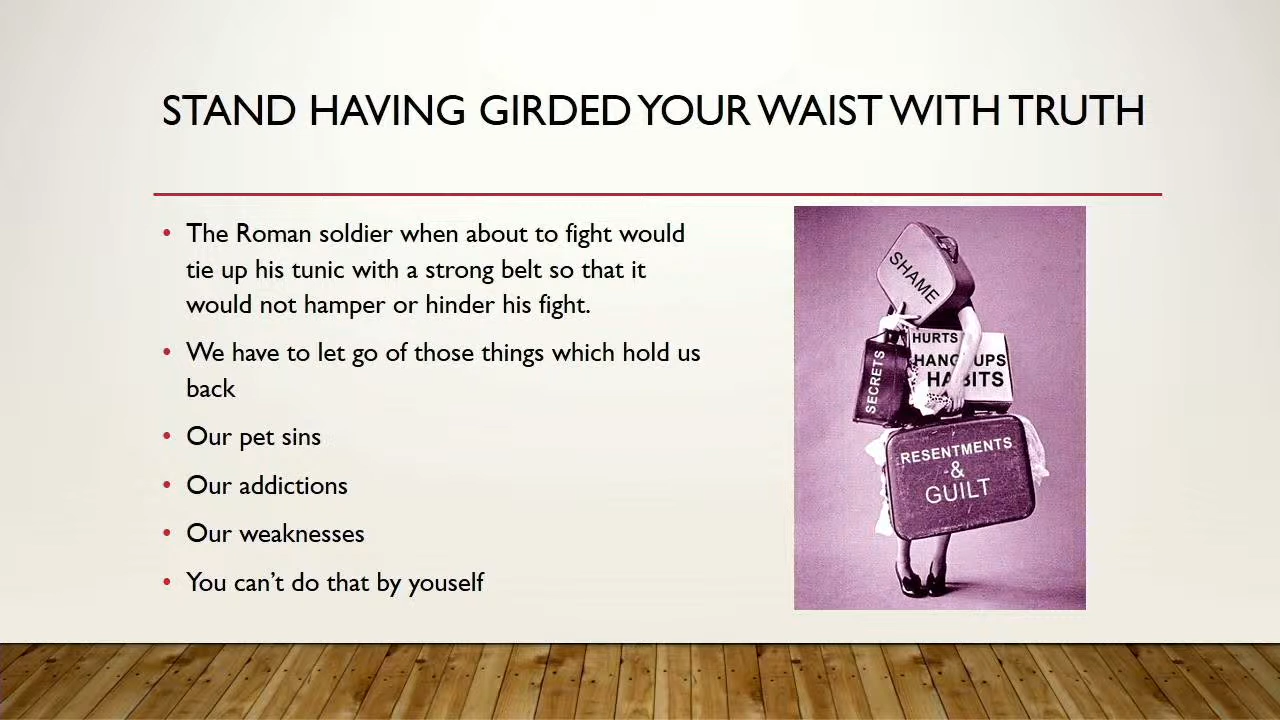 STAND HAVING GIRDED YOUR WAIST WITH TRUTH
• The Roman soldier when about to fight would
tie up his tunic with a strong belt so that it
would not hamper or hinder his fight.
• We have to let go of those things which hold us
back
• Our pet sins
• Our addictions
• Our weaknesses
• You can’t do that by youself
SHAME
SECRETS
HURTS
HANG UPS
HABITS
RESENTMENTS
&
GUILT